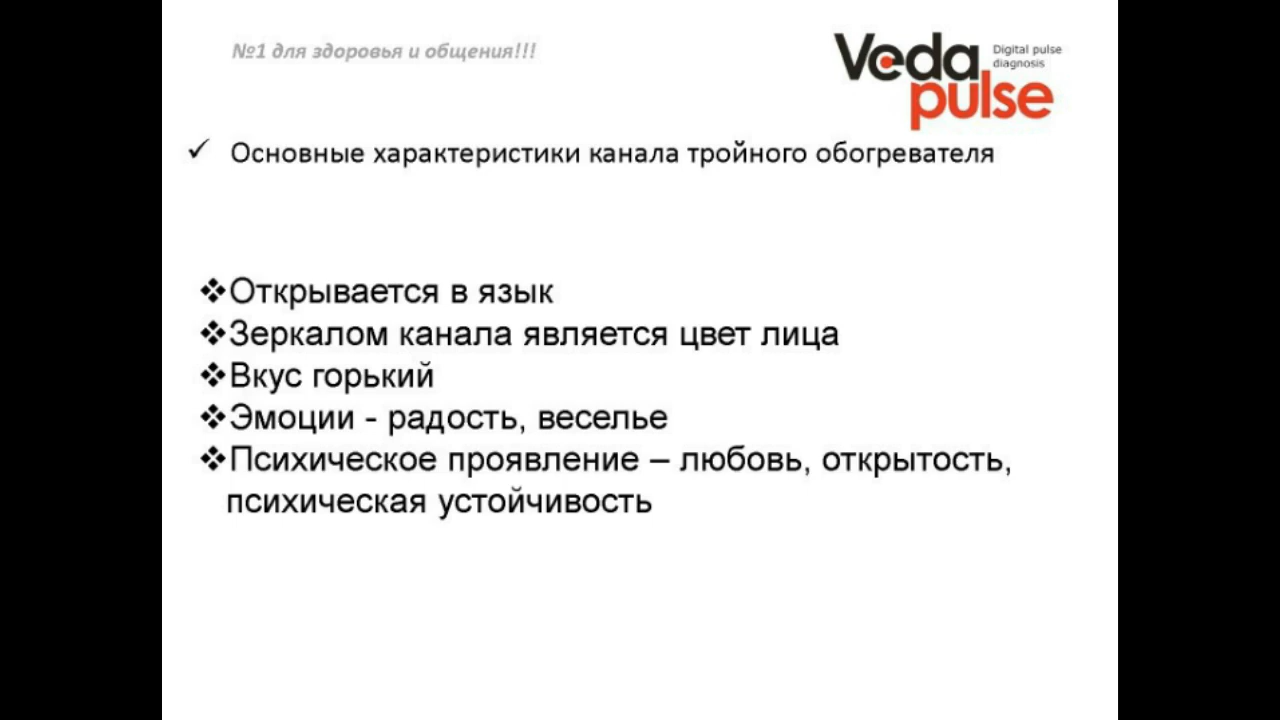 №1 для здоровья и общения!!!
Veda
pulse
Digital pulse
diagnosis
✓ Основные характеристики канала тройного обогревателя
❖Открывается в язык
❖Зеркалом канала является цвет лица
❖Вкус горький
❖Эмоции - радость, веселье
❖Психическое проявление – любовь, открытость,
психическая устойчивость